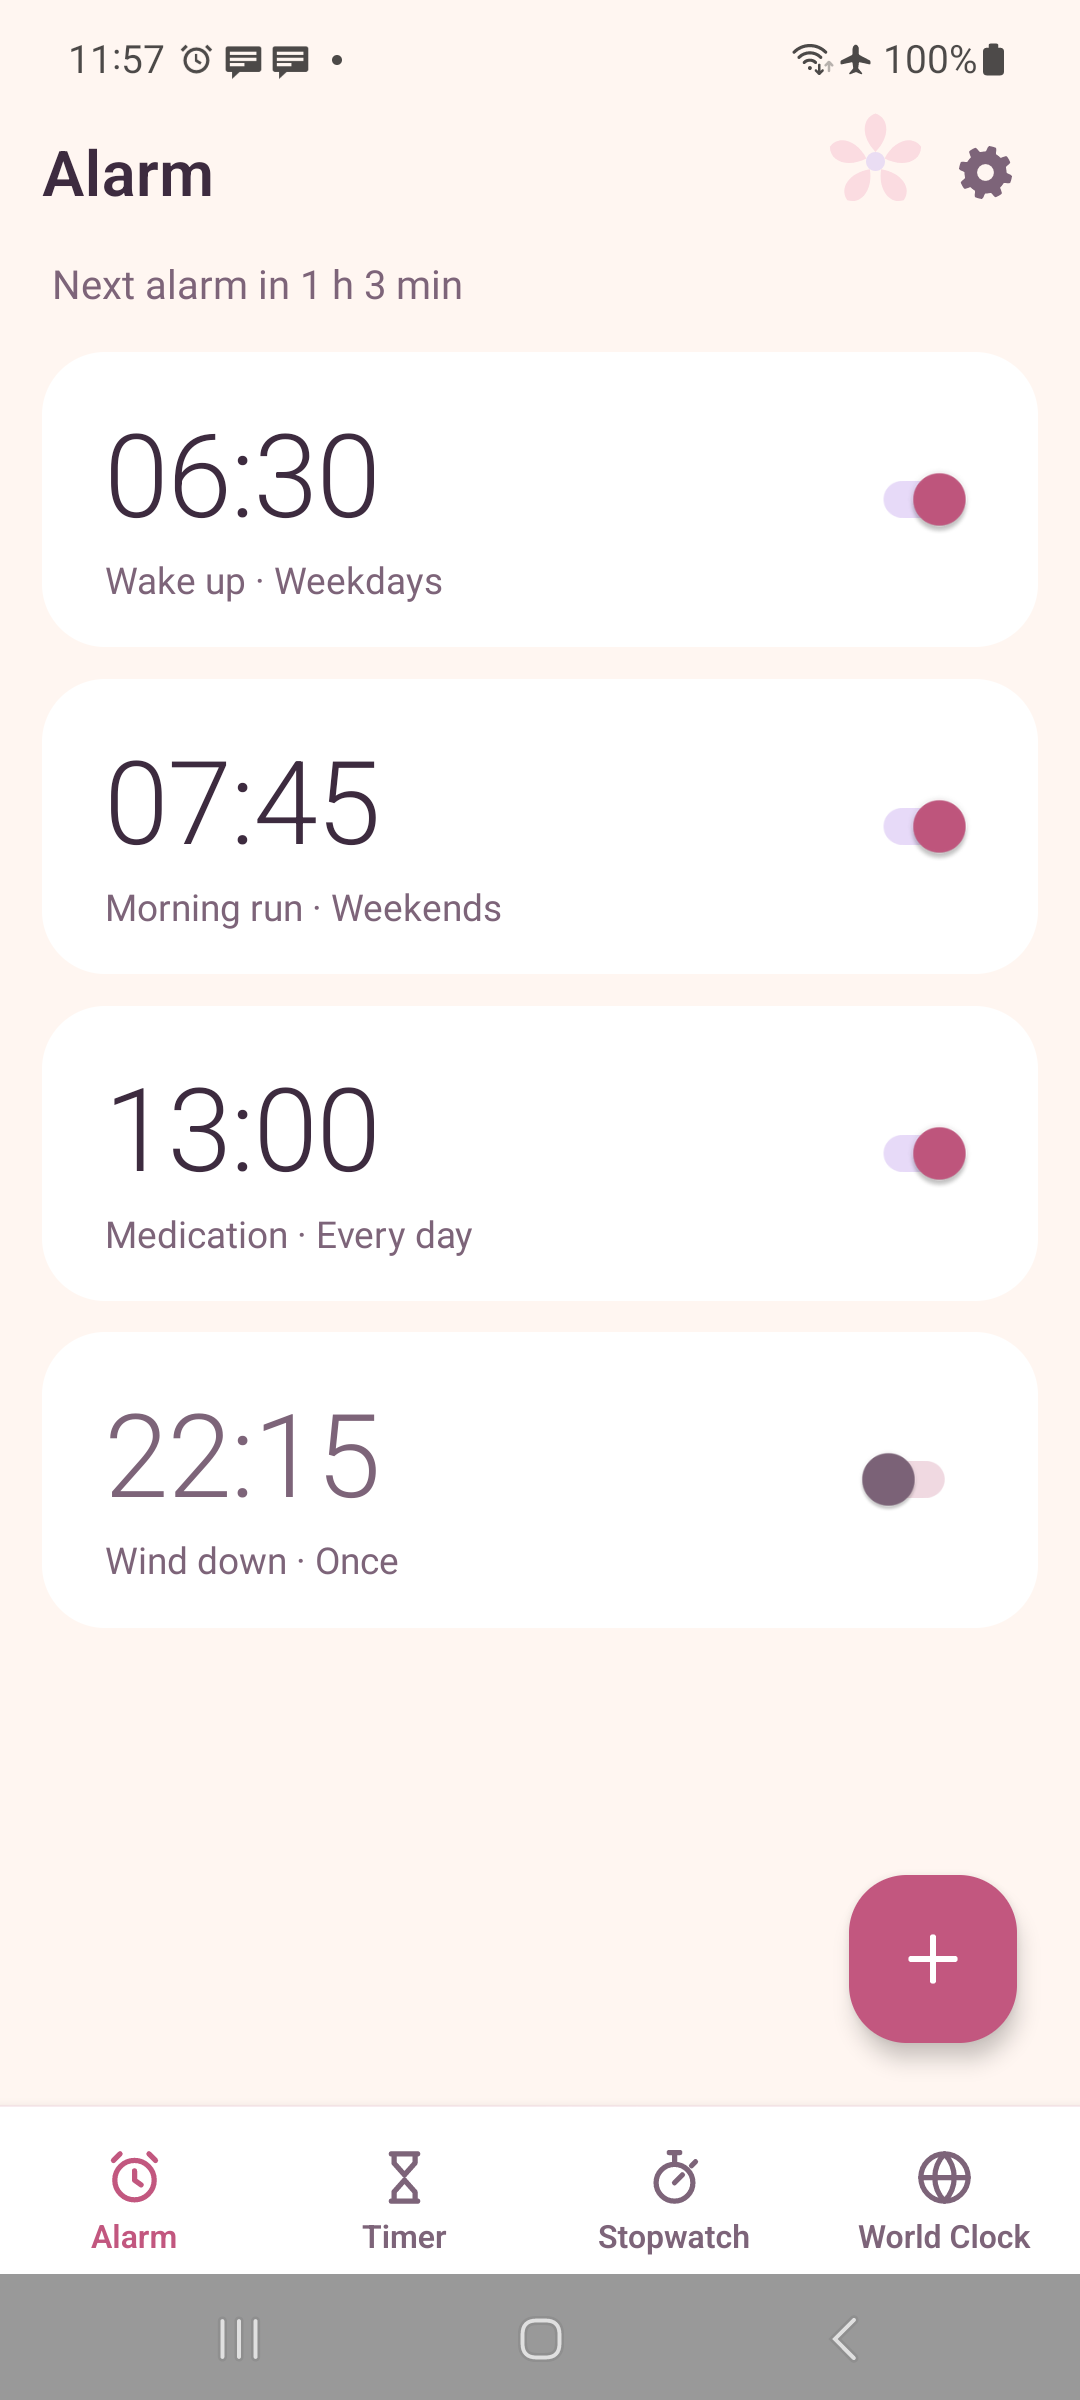 11:57
100%
Alarm
Next alarm in 1 h 3 min
06:30
Wake up · Weekdays
07:45
Morning run · Weekends
13:00
Medication · Every day
22:15
Wind down · Once
Alarm
Timer
Stopwatch
World Clock